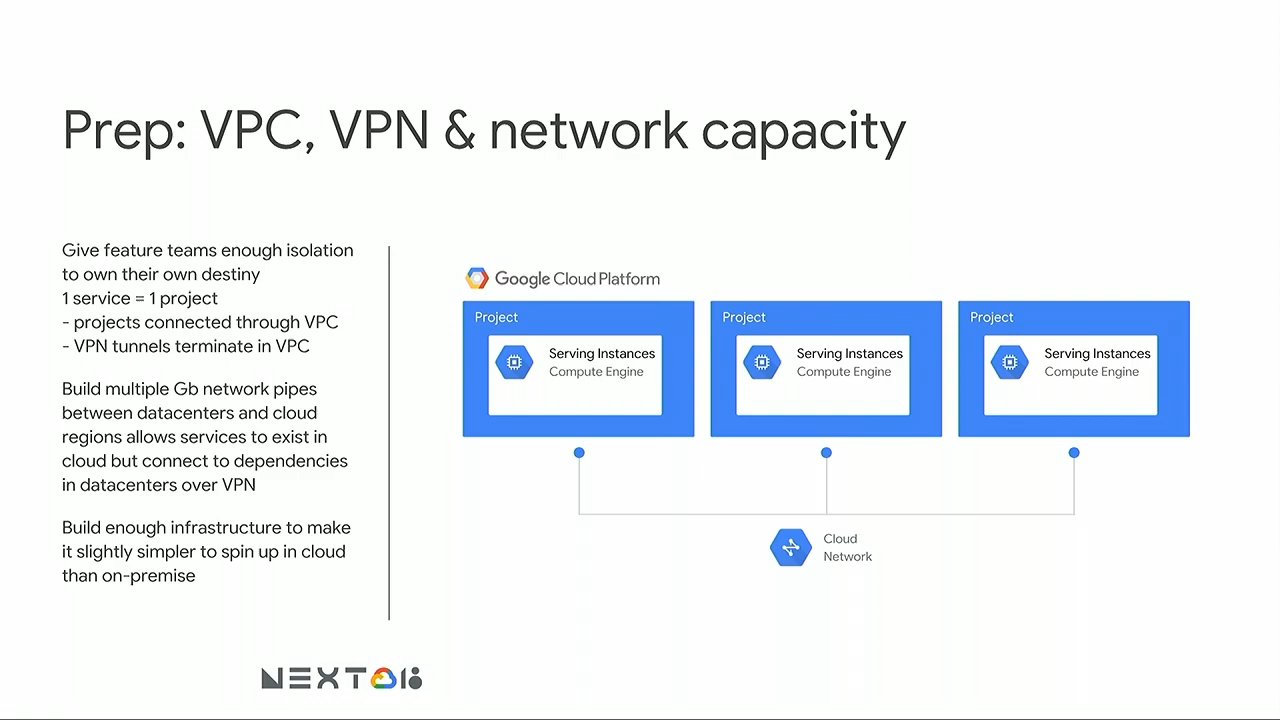 Prep: VPC, VPN & network capacity
Give feature teams enough isolation
to own their own destiny
1 service = 1 project
- projects connected through VPC
- VPN tunnels terminate in VPC
Build multiple Gb network pipes
between datacenters and cloud
regions allows services to exist in
cloud but connect to dependencies
in datacenters over VPN
Build enough infrastructure to make
it slightly simpler to spin up in cloud
than on-premise
Google Cloud Platform
Project
Serving Instances
Compute Engine
Project
Serving Instances
Compute Engine
Project
Serving Instances
Compute Engine
Cloud
Network
NEXT 18